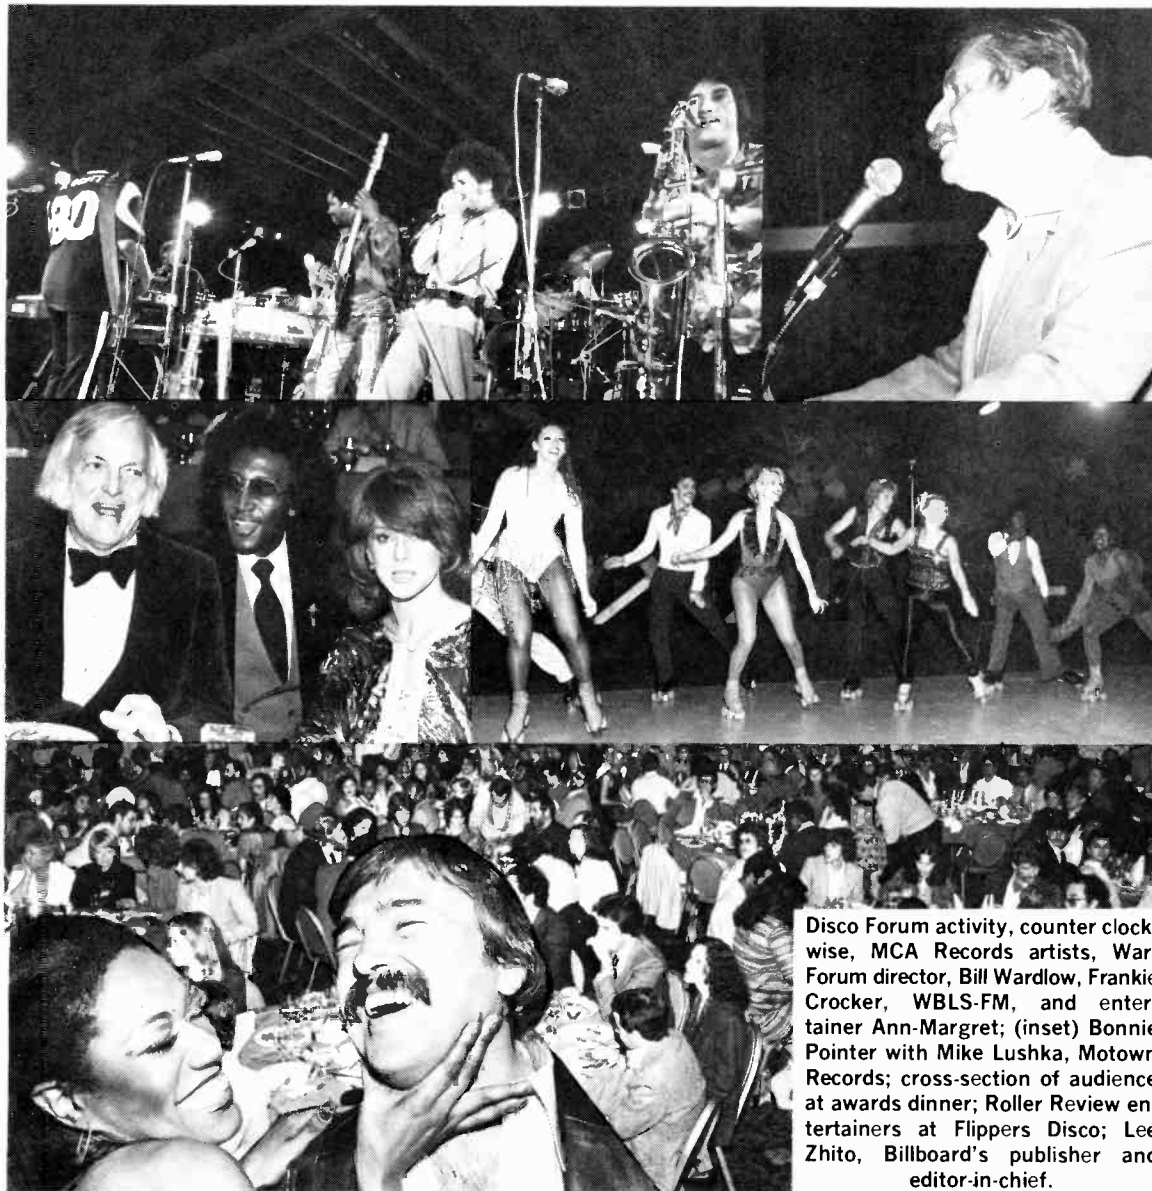 80
Disco Forum activity, counter clock
wise, MCA Records artists, War
Forum director, Bill Wardlow, Frankie
Crocker, WBLS-FM, and enter
tainer Ann-Margret; (inset) Bonnie
Pointer with Mike Lushka, Motown
Records; cross-section of audience
at awards dinner; Roller Review en
tertainers at Flippers Disco; Lee
Zhito, Billboard's publisher and
editor-in-chief.